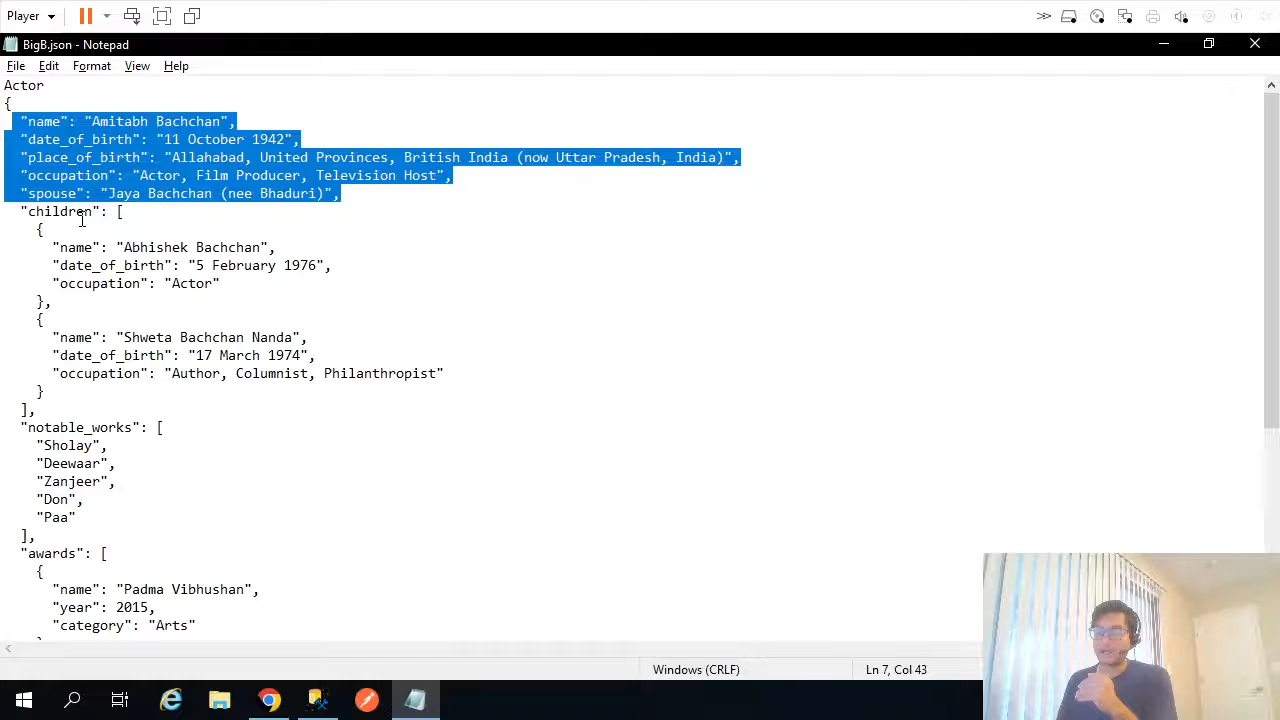 Player
BigB.json - Notepad
File Edit Format View Help
Actor
{
  "name": "Amitabh Bachchan",
  "date_of_birth": "11 October 1942",
  "place_of_birth": "Allahabad, United Provinces, British India (now Uttar Pradesh, India)",
  "occupation": "Actor, Film Producer, Television Host",
  "spouse": "Jaya Bachchan (nee Bhaduri)",
  "children": [
    {
      "name": "Abhishek Bachchan",
      "date_of_birth": "5 February 1976",
      "occupation": "Actor"
    },
    {
      "name": "Shweta Bachchan Nanda",
      "date_of_birth": "17 March 1974",
      "occupation": "Author, Columnist, Philanthropist"
    }
  ],
  "notable_works": [
    "Sholay",
    "Deewaar",
    "Zanjeer",
    "Don",
    "Paa"
  ],
  "awards": [
    {
      "name": "Padma Vibhushan",
      "year": 2015,
      "category": "Arts"
Windows (CRLF) Ln 7, Col 43